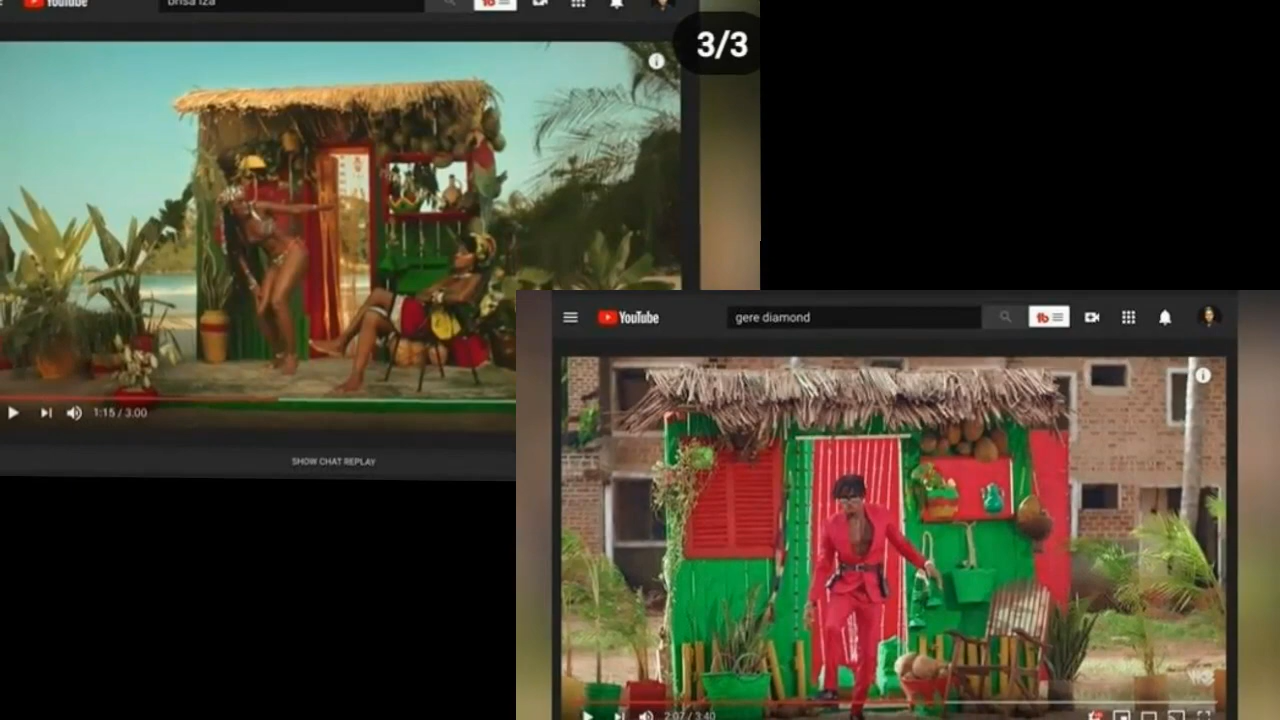 YouTube
brisa iza
3/3
1:15 / 3:00
SHOW CHAT REPLAY
YouTube
gere diamond
2:07 / 3:40